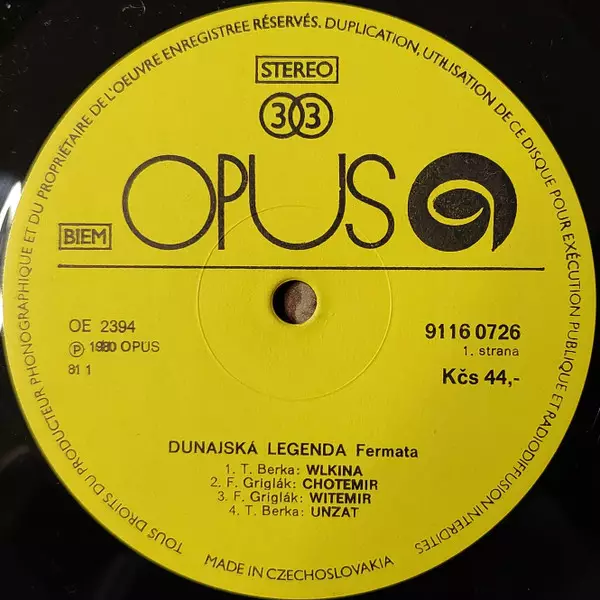 TOUS DROITS DU PRODUCTEUR PHONOGRAPHIQUE ET DU PROPRIÉTAIRE DE L'OEUVRE ENREGISTREE RÉSERVÉS. DUPLICATION, UTILISATION DE CE DISQUE POUR EXÉCUTION PUBLIQUE ET RADIODIFFUSION INTERDITES
STEREO
33
OPUS
BIEM
OE 2394
Ⓟ 1980 OPUS
81 1
9116 0726
1. strana
Kčs 44,-
DUNAJSKÁ LEGENDA Fermata
1. T. Berka: WLKINA
2. F. Griglák: CHOTEMIR
3. F. Griglák: WITEMIR
4. T. Berka: UNZAT
MADE IN CZECHOSLOVAKIA